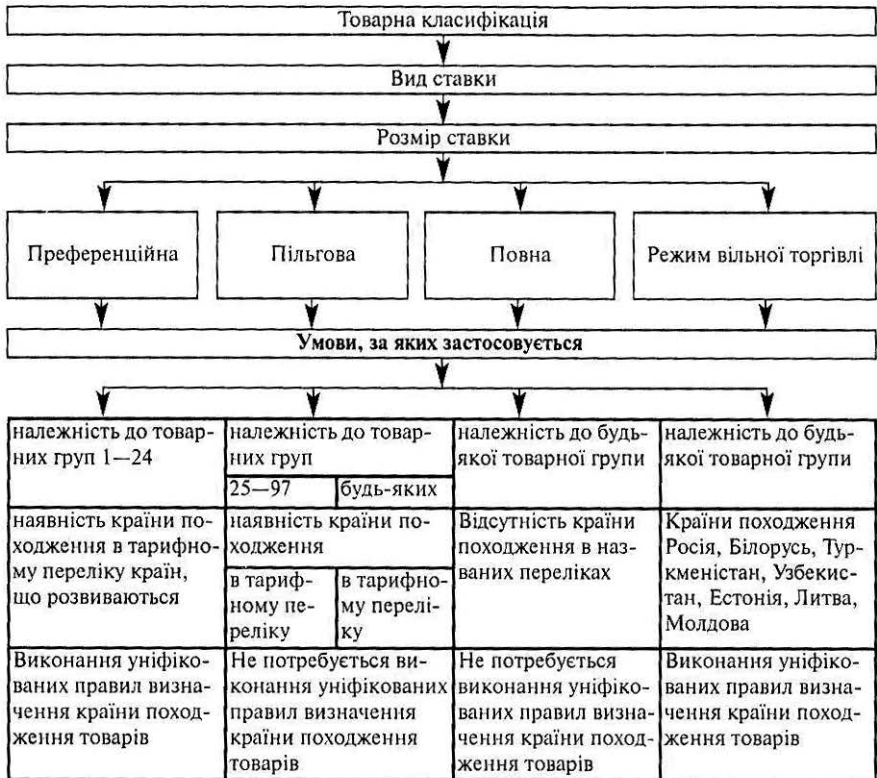 Товарна класифікація
Вид ставки
Розмір ставки
Преференційна
Пільгова
Повна
Режим вільної торгівлі
Умови, за яких застосовується
належність до товар-
них груп 1—24
належність до товар-
них груп
25—97
будь-яких
належність до будь-
якої товарної групи
належність до будь-
якої товарної групи
наявність країни по-
ходження в тарифно-
му переліку країн,
що розвиваються
наявність країни по-
ходження
в тариф-
ному пе-
реліку
в тарифно-
му перелі-
ку
Відсутність країни
походження в наз-
ваних переліках
Країни походження
Росія, Білорусь, Тур-
кменістан, Узбекис-
тан, Естонія, Литва,
Молдова
Виконання уніфіко-
ваних правил визна-
чення країни поход-
ження товарів
Не потребується ви-
конання уніфікованих
правил визначення
країни походження
товарів
Не потребується
виконання уніфіко-
ваних правил визна-
чення країни поход-
ження товарів
Виконання уніфіко-
ваних правил визна-
чення країни поход-
ження товарів